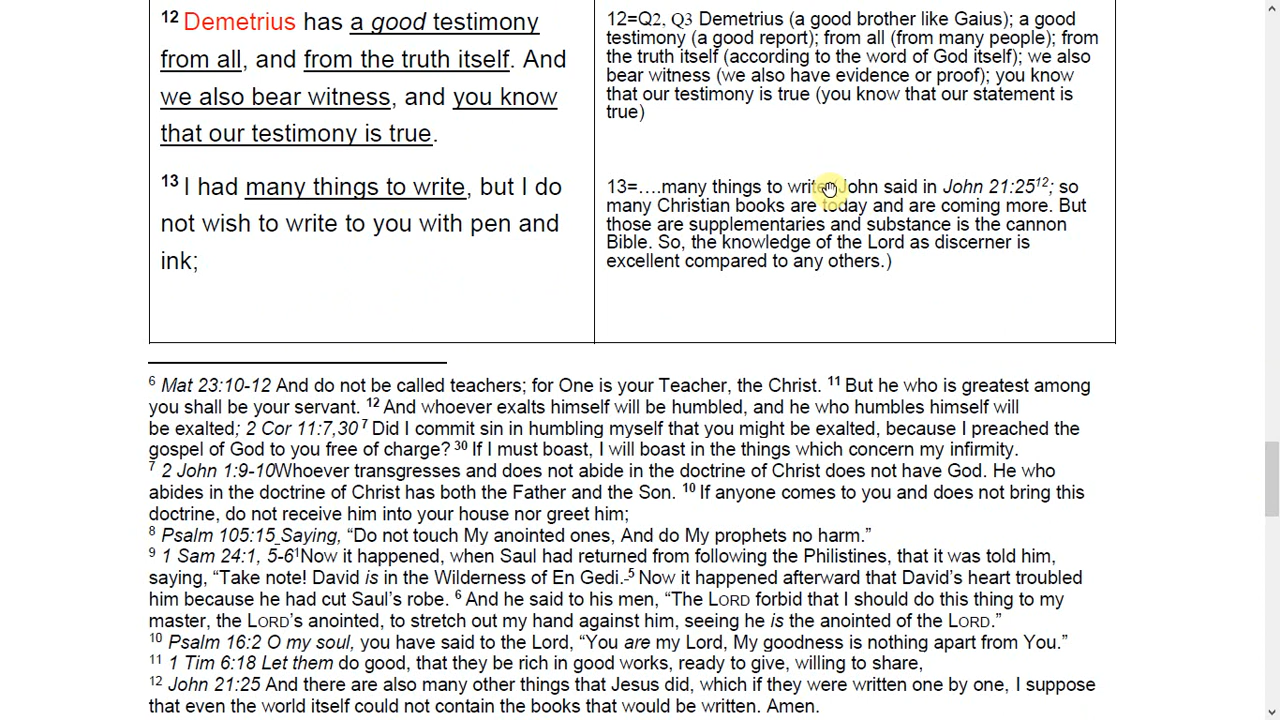 12 Demetrius has a good testimony
from all, and from the truth itself. And
we also bear witness, and you know
that our testimony is true.
13 I had many things to write, but I do
not wish to write to you with pen and
ink;
12=Q2, Q3 Demetrius (a good brother like Gaius); a good
testimony (a good report); from all (from many people); from
the truth itself (according to the word of God itself); we also
bear witness (we also have evidence or proof); you know
that our testimony is true (you know that our statement is
true)
13=….many things to write(John said in John 21:25 12; so
many Christian books are today and are coming more. But
those are supplementaries and substance is the cannon
Bible. So, the knowledge of the Lord as discerner is
excellent compared to any others.)
6 Mat 23:10-12 And do not be called teachers; for One is your Teacher, the Christ. 11 But he who is greatest among
you shall be your servant. 12 And whoever exalts himself will be humbled, and he who humbles himself will
be exalted; 2 Cor 11:7,30 7 Did I commit sin in humbling myself that you might be exalted, because I preached the
gospel of God to you free of charge? 30 If I must boast, I will boast in the things which concern my infirmity.
7 2 John 1:9-10Whoever transgresses and does not abide in the doctrine of Christ does not have God. He who
abides in the doctrine of Christ has both the Father and the Son. 10 If anyone comes to you and does not bring this
doctrine, do not receive him into your house nor greet him;
8 Psalm 105:15 Saying, “Do not touch My anointed ones, And do My prophets no harm.”
9 1 Sam 24:1, 5-6 1Now it happened, when Saul had returned from following the Philistines, that it was told him,
saying, “Take note! David is in the Wilderness of En Gedi.-5 Now it happened afterward that David’s heart troubled
him because he had cut Saul’s robe. 6 And he said to his men, “The LORD forbid that I should do this thing to my
master, the LORD’s anointed, to stretch out my hand against him, seeing he is the anointed of the LORD.”
10 Psalm 16:2 O my soul, you have said to the Lord, “You are my Lord, My goodness is nothing apart from You.”
11 1 Tim 6:18 Let them do good, that they be rich in good works, ready to give, willing to share,
12 John 21:25 And there are also many other things that Jesus did, which if they were written one by one, I suppose
that even the world itself could not contain the books that would be written. Amen.